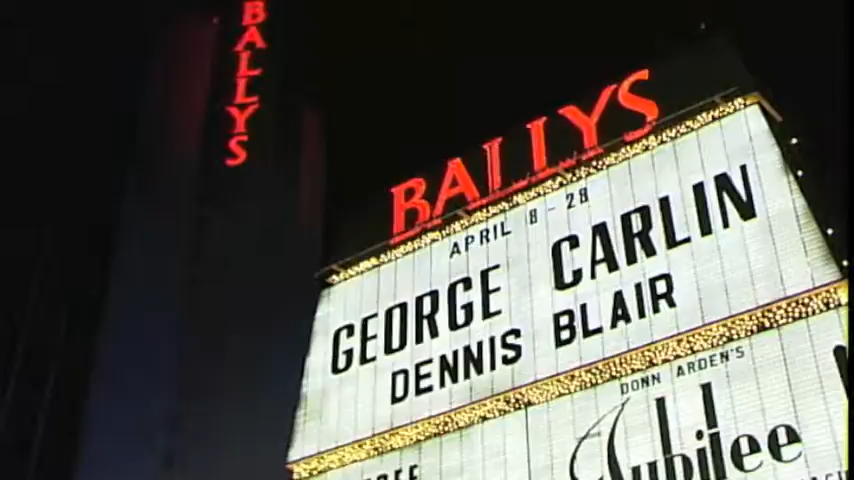 BALLYS
BALLYS
APRIL 8 - 28
GEORGE CARLIN
DENNIS BLAIR
DONN ARDEN'S
Jubilee